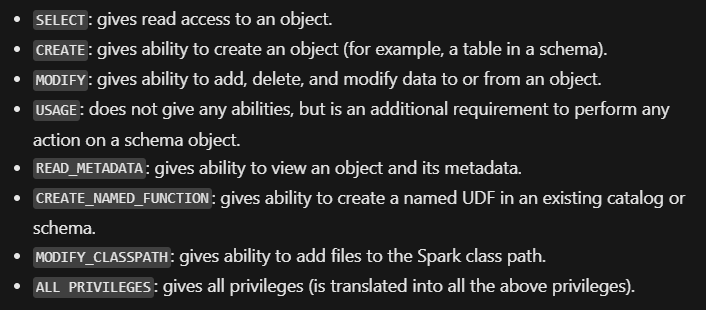 SELECT: gives read access to an object.
CREATE: gives ability to create an object (for example, a table in a schema).
MODIFY: gives ability to add, delete, and modify data to or from an object.
USAGE: does not give any abilities, but is an additional requirement to perform any
action on a schema object.
READ_METADATA: gives ability to view an object and its metadata.
CREATE_NAMED_FUNCTION: gives ability to create a named UDF in an existing catalog or
schema.
MODIFY_CLASSPATH: gives ability to add files to the Spark class path.
ALL PRIVILEGES: gives all privileges (is translated into all the above privileges).